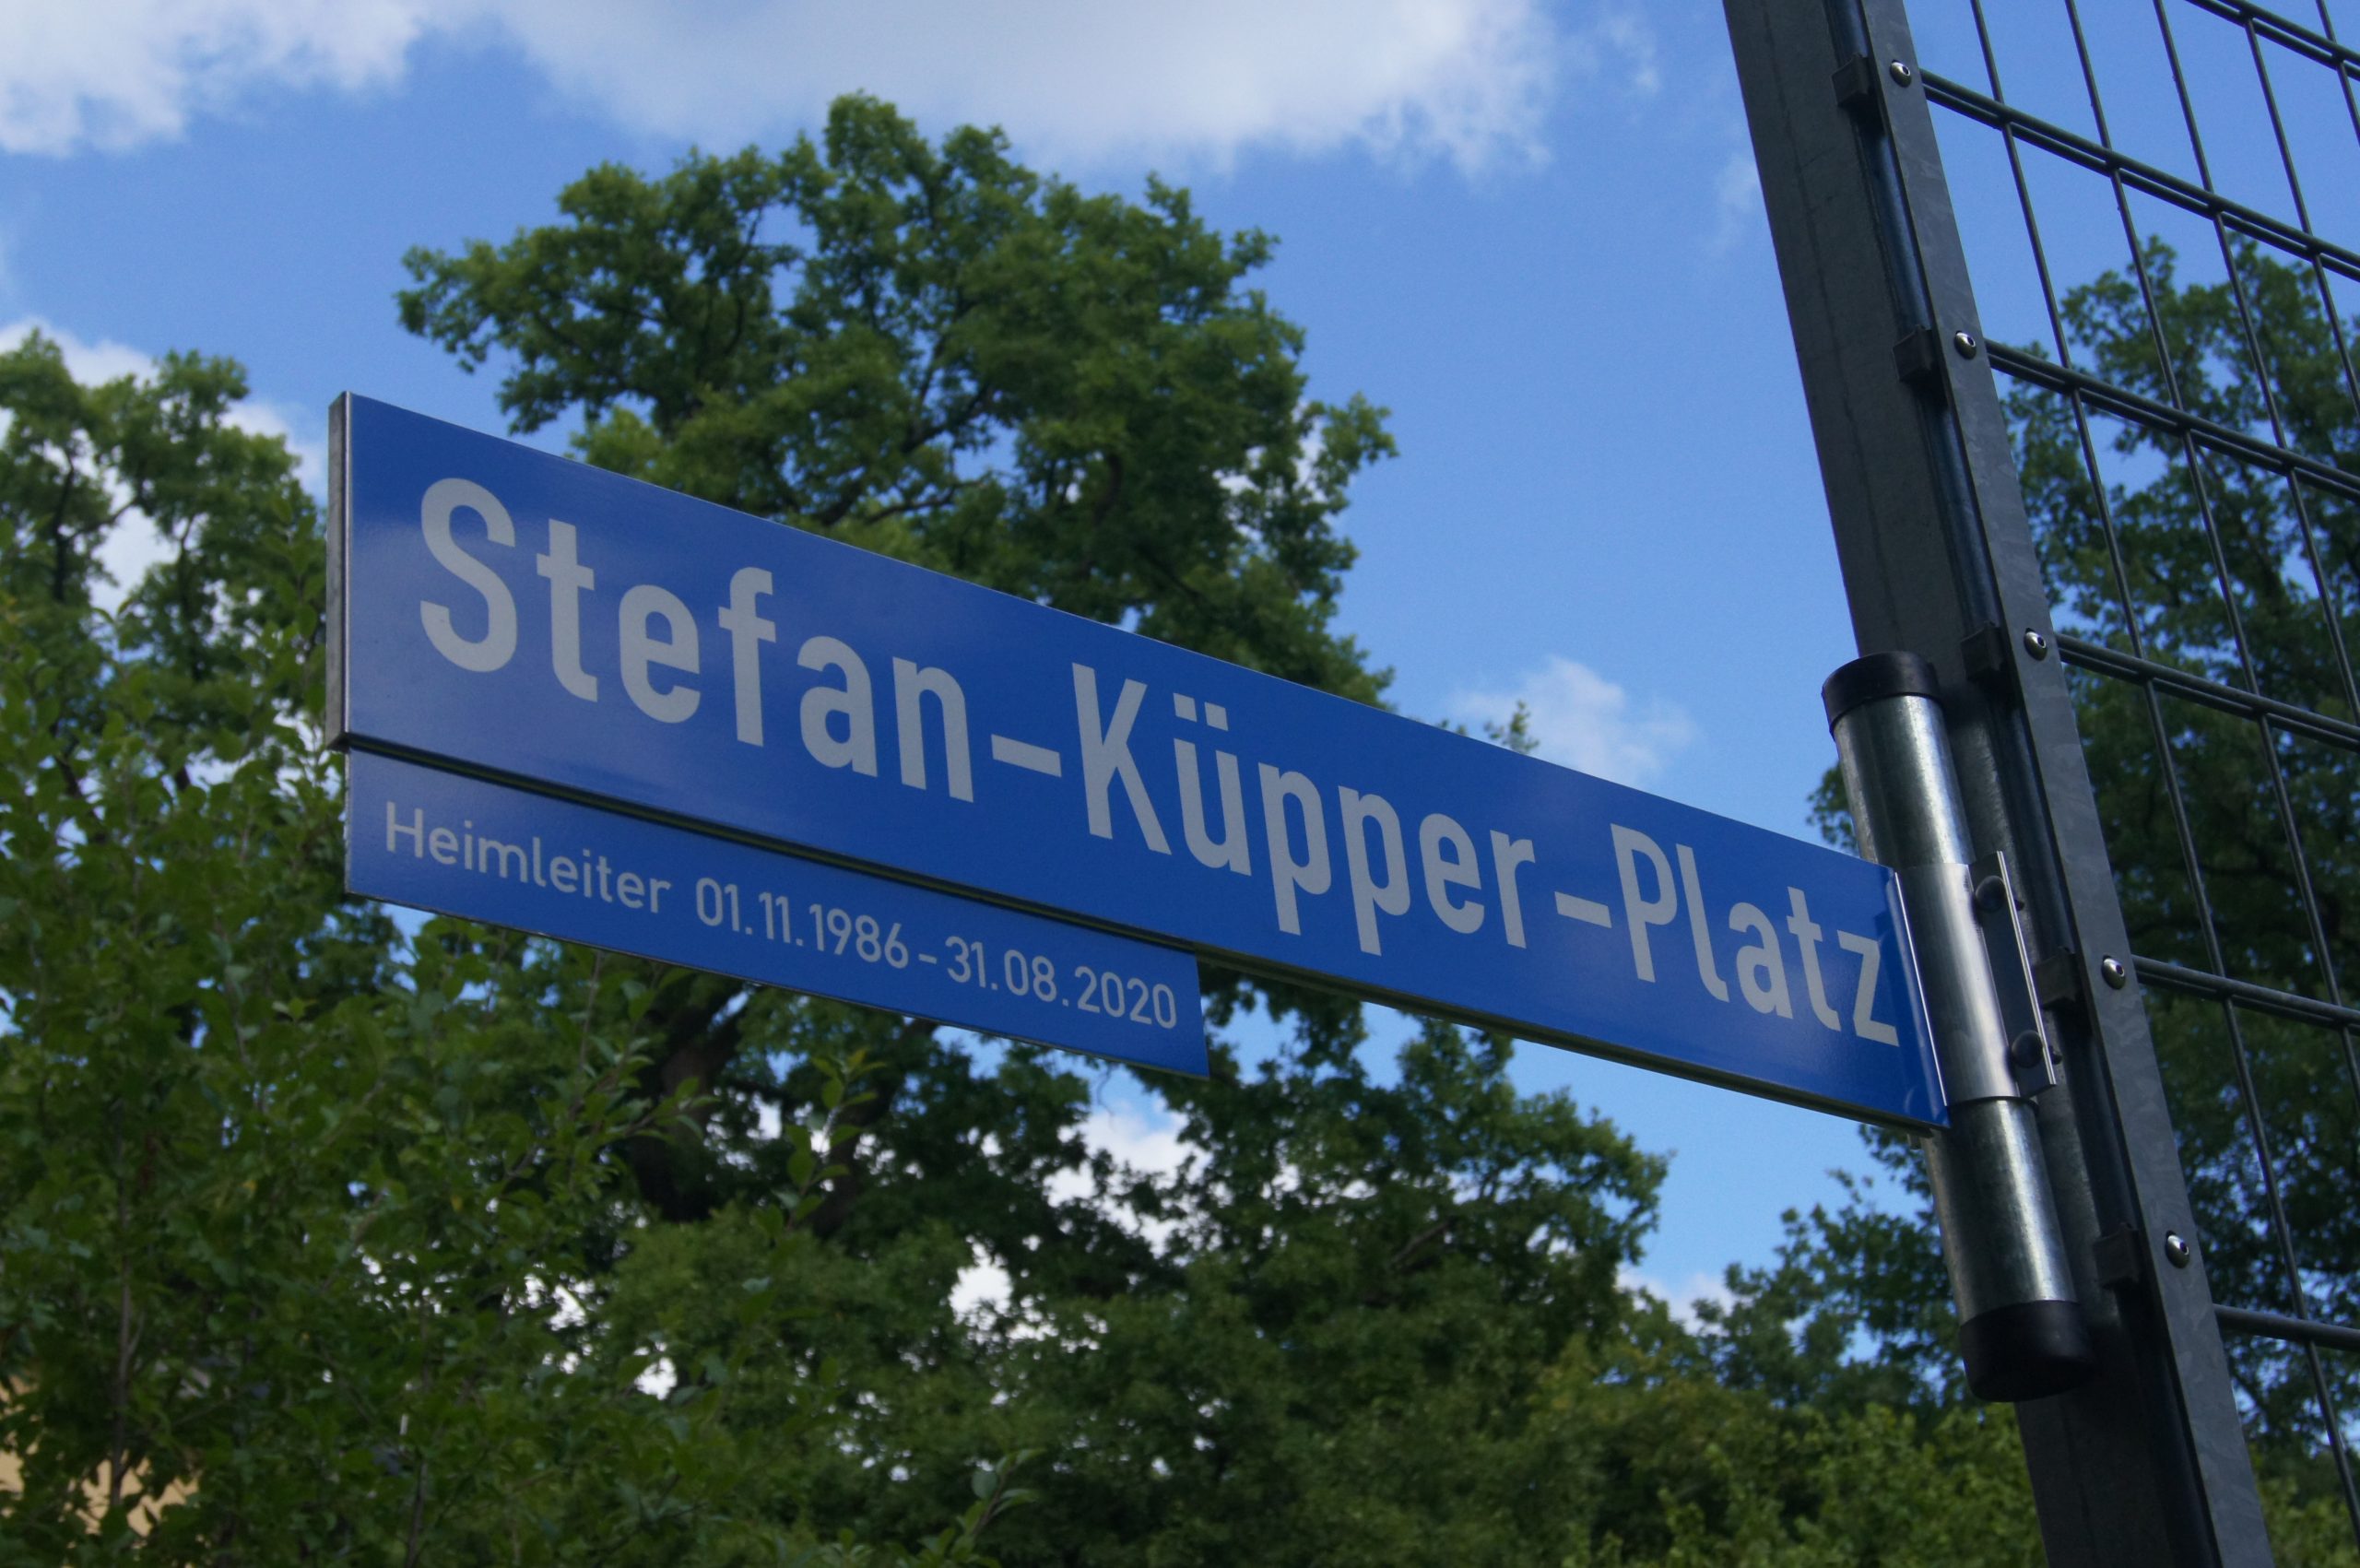 Stefan-Küpper-Platz
Heimleiter 01.11.1986-31.08.2020